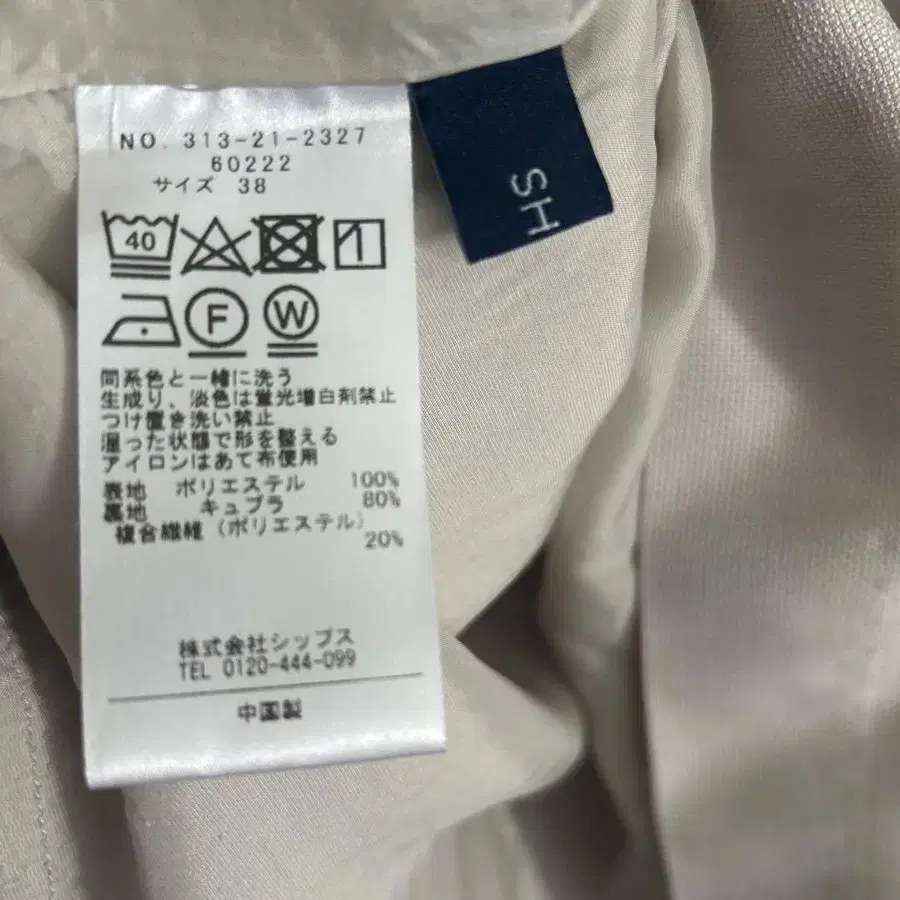 NO. 313-21-2327
60222
サイズ 38
40
F W
同系色と一緒に洗う
生成り、淡色は蛍光増白剤禁止
つけ置き洗い禁止
湿った状態で形を整える
アイロンはあて布使用
表地 ポリエステル 100%
裏地 キュプラ 80%
複合繊維(ポリエステル) 20%
株式会社シップス
TEL 0120-444-099
中国製
SH